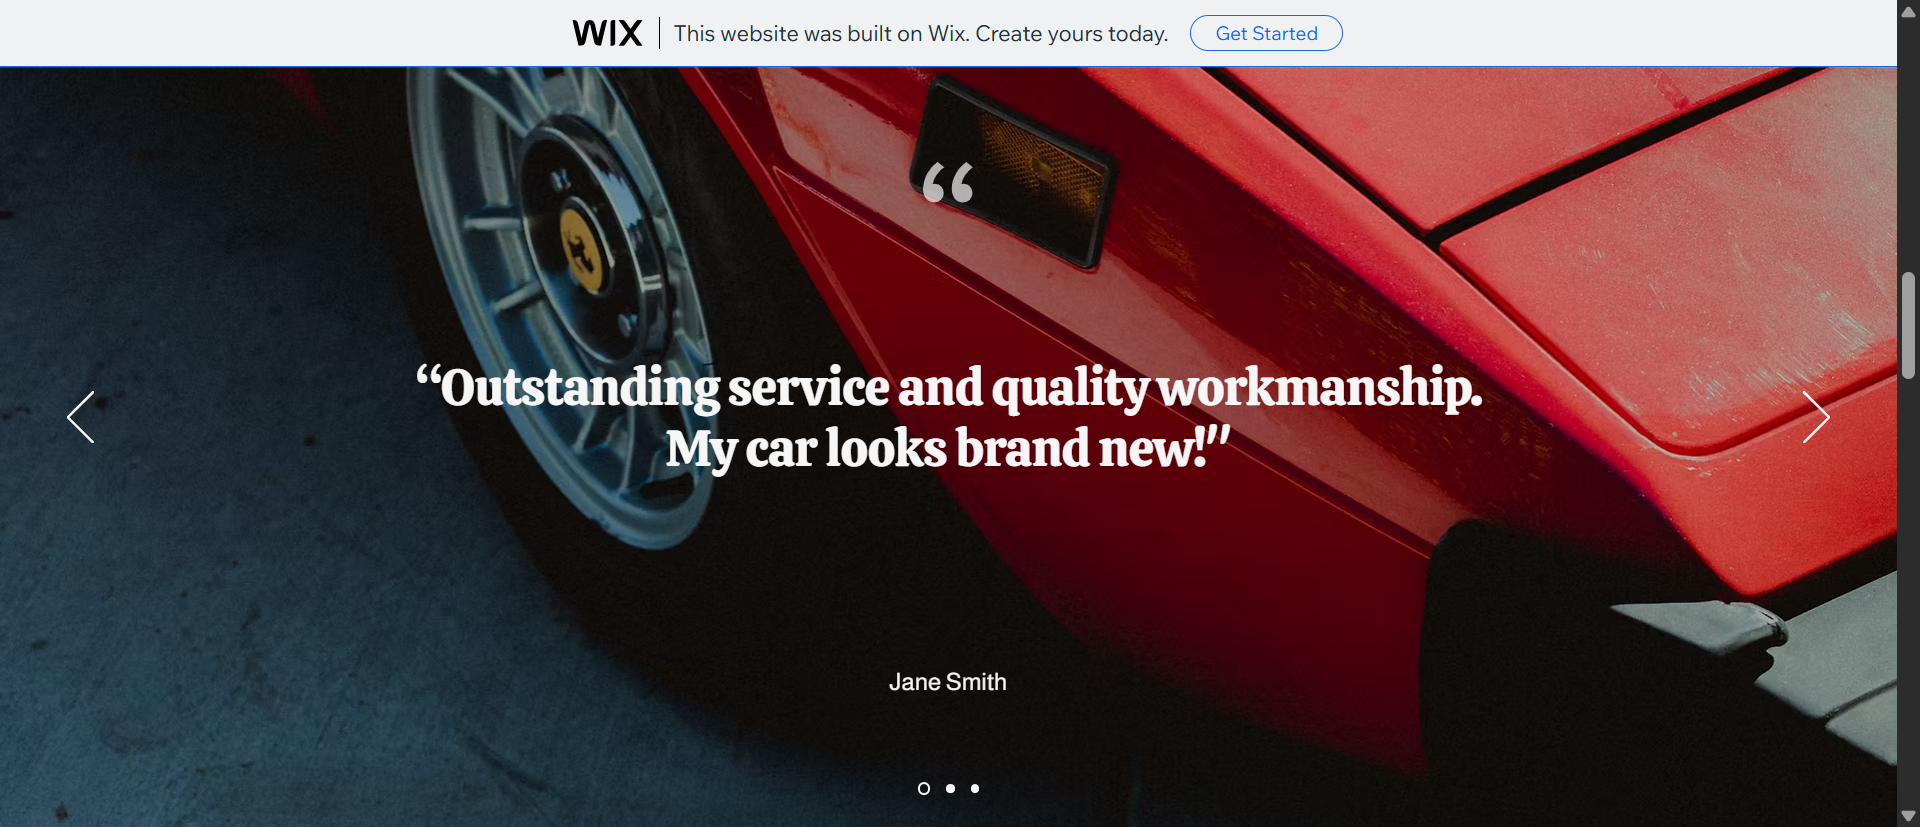 WIX
This website was built on Wix. Create yours today.
Get Started
“
“Outstanding service and quality workmanship.
My car looks brand new!"
Jane Smith